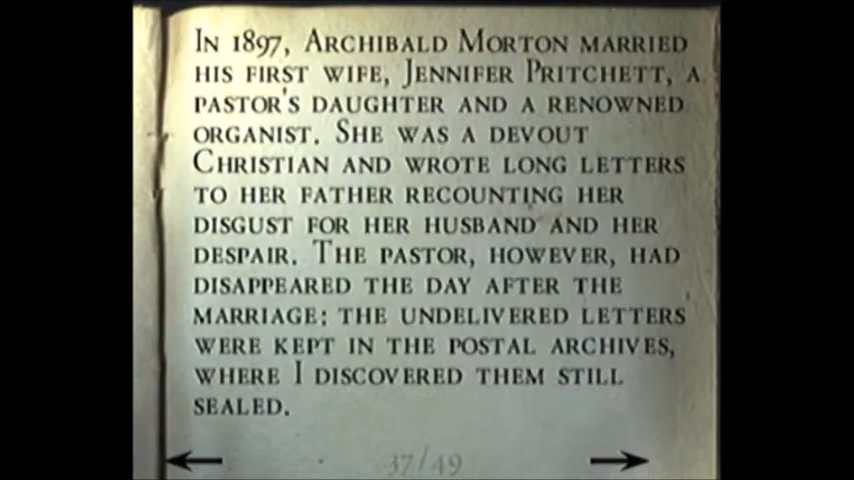 In 1897, Archibald Morton married
his first wife, Jennifer Pritchett, a
pastor's daughter and a renowned
organist. She was a devout
Christian and wrote long letters
to her father recounting her
disgust for her husband and her
despair. The pastor, however, had
disappeared the day after the
marriage; the undelivered letters
were kept in the postal archives,
where I discovered them still
sealed.
37/49